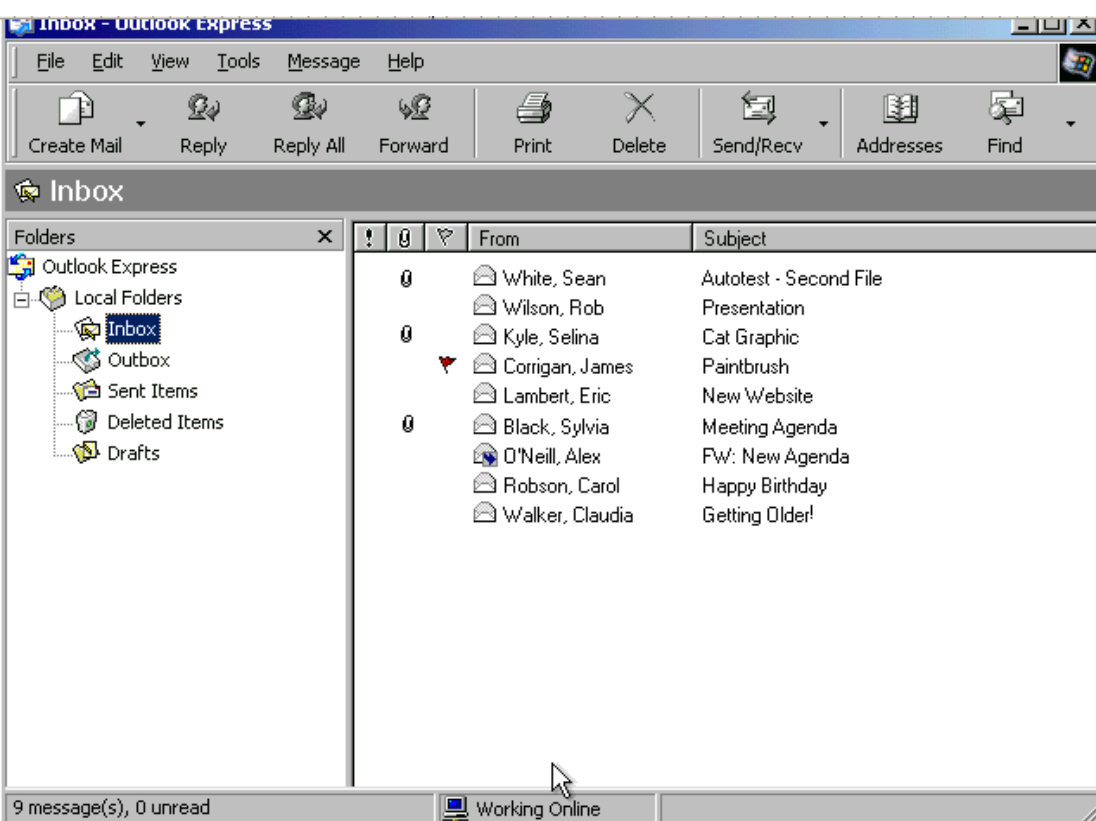 Inbox - Outlook Express
File Edit View Tools Message Help
Create Mail Reply Reply All Forward Print Delete Send/Recv Addresses Find
Inbox
Folders
Outlook Express
Local Folders
Inbox
Outbox
Sent Items
Deleted Items
Drafts
! From Subject
White, Sean Autotest - Second File
Wilson, Rob Presentation
Kyle, Selina Cat Graphic
Corrigan, James Paintbrush
Lambert, Eric New Website
Black, Sylvia Meeting Agenda
O'Neill, Alex FW: New Agenda
Robson, Carol Happy Birthday
Walker, Claudia Getting Older!
9 message(s), 0 unread Working Online